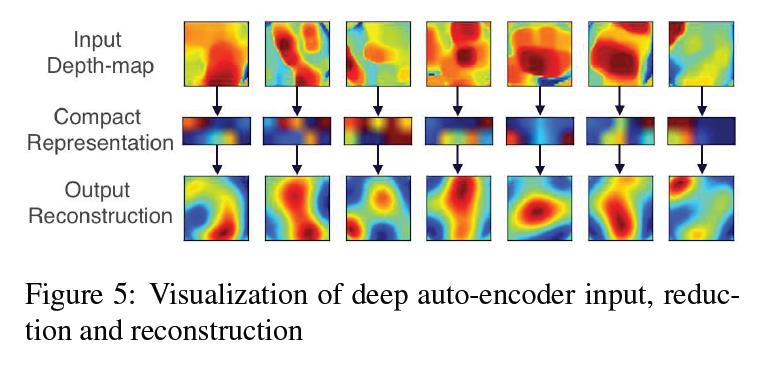 Input
Depth-map
Compact
Representation
Output
Reconstruction
Figure 5: Visualization of deep auto-encoder input, reduc-
tion and reconstruction